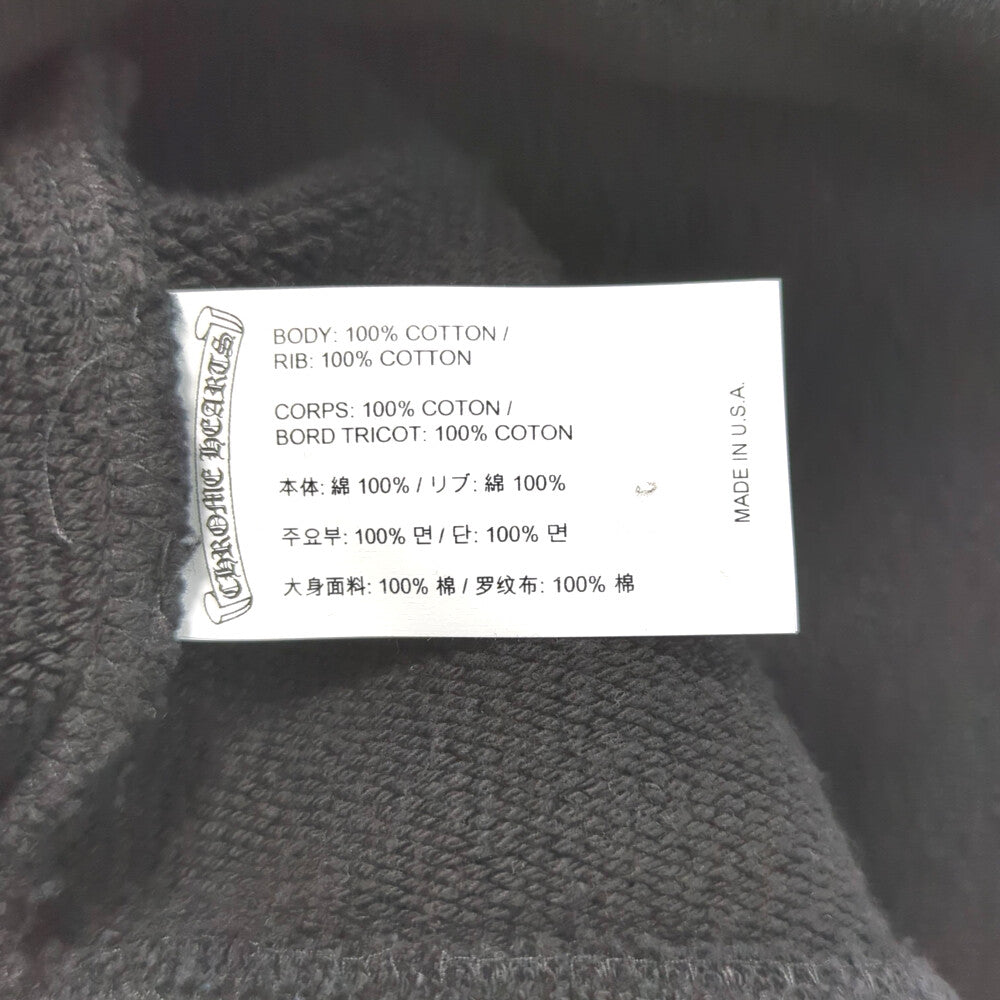 CHROME HEARTS
BODY: 100% COTTON /
RIB: 100% COTTON
CORPS: 100% COTON /
BORD TRICOT: 100% COTON
本体: 綿 100% / リブ: 綿 100%
주요부: 100% 면 / 단: 100% 면
大身面料: 100% 棉 / 罗纹布: 100% 棉
MADE IN U.S.A.